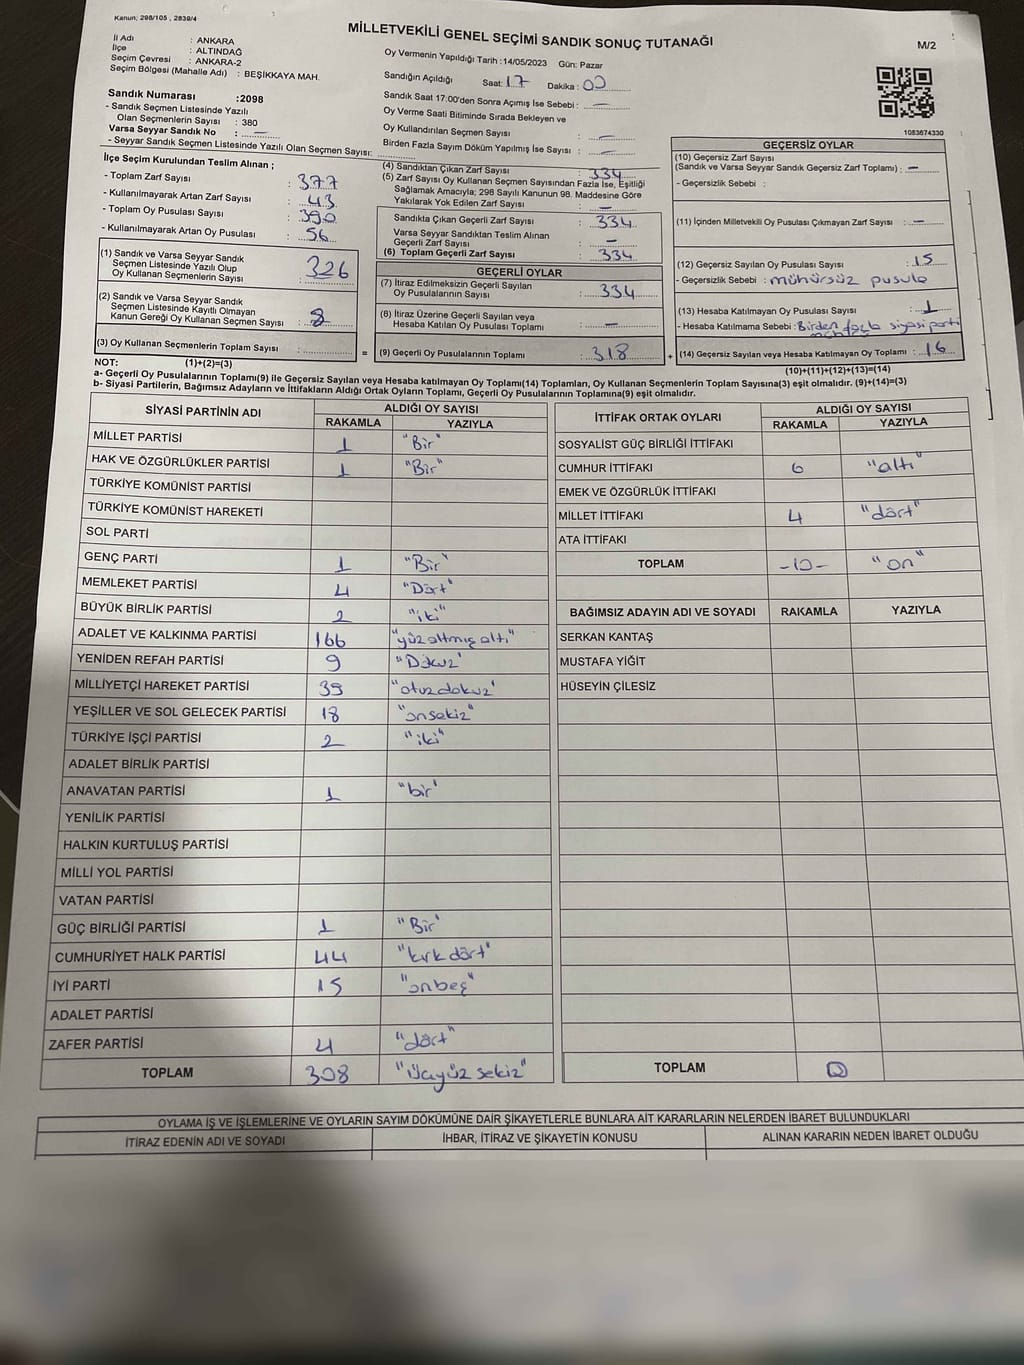 Kanun; 298/105 , 2839/4
MİLLETVEKİLİ GENEL SEÇİMİ SANDIK SONUÇ TUTANAĞI
M/2
İl Adı : ANKARA
İlçe : ALTINDAĞ
Seçim Çevresi : ANKARA-2
Seçim Bölgesi (Mahalle Adı) : BEŞİKKAYA MAH.
Sandık Numarası :2098
- Sandık Seçmen Listesinde Yazılı
Olan Seçmenlerin Sayısı : 380
Varsa Seyyar Sandık No : —
- Seyyar Sandık Seçmen Listesinde Yazılı Olan Seçmen Sayısı:
Oy Vermenin Yapıldığı Tarih :14/05/2023 Gün: Pazar
Sandığın Açıldığı Saat: 17 Dakika : 00
Sandık Saat 17:00'den Sonra Açımış İse Sebebi : —
Oy Verme Saati Bitiminde Sırada Bekleyen ve
Oy Kullandırılan Seçmen Sayısı : —
Birden Fazla Sayım Döküm Yapılmış İse Sayısı : —
1083674330
İlçe Seçim Kurulundan Teslim Alınan ;
- Toplam Zarf Sayısı : 377
- Kullanılmayarak Artan Zarf Sayısı : 43
- Toplam Oy Pusulası Sayısı : 390
- Kullanılmayarak Artan Oy Pusulası : 56
(1) Sandık ve Varsa Seyyar Sandık
Seçmen Listesinde Yazılı Olup
Oy Kullanan Seçmenlerin Sayısı : 326
(2) Sandık ve Varsa Seyyar Sandık
Seçmen Listesinde Kayıtlı Olmayan
Kanun Gereği Oy Kullanan Seçmen Sayısı : 8
(3) Oy Kullanan Seçmenlerin Toplam Sayısı :
(4) Sandıktan Çıkan Zarf Sayısı : 334
(5) Zarf Sayısı Oy Kullanan Seçmen Sayısından Fazla İse, Eşitliği
Sağlamak Amacıyla; 298 Sayılı Kanunun 98. Maddesine Göre
Yakılarak Yok Edilen Zarf Sayısı : —
Sandıkta Çıkan Geçerli Zarf Sayısı : 334
Varsa Seyyar Sandıktan Teslim Alınan
Geçerli Zarf Sayısı : —
(6) Toplam Geçerli Zarf Sayısı : 334
GEÇERLİ OYLAR
(7) İtiraz Edilmeksizin Geçerli Sayılan
Oy Pusulalarının Sayısı : 334
(8) İtiraz Üzerine Geçerli Sayılan veya
Hesaba Katılan Oy Pusulası Toplamı : —
= (9) Geçerli Oy Pusulalarının Toplamı : 318
GEÇERSİZ OYLAR
(10) Geçersiz Zarf Sayısı
(Sandık ve Varsa Seyyar Sandık Geçersiz Zarf Toplamı) : —
- Geçersizlik Sebebi :
(11) İçinden Milletvekili Oy Pusulası Çıkmayan Zarf Sayısı : —
(12) Geçersiz Sayılan Oy Pusulası Sayısı : 15
- Geçersizlik Sebebi : mühürsüz pusula
(13) Hesaba Katılmayan Oy Pusulası Sayısı : 1
- Hesaba Katılmama Sebebi : Birden fazla siyasi parti
+ (14) Geçersiz Sayılan veya Hesaba Katılmayan Oy Toplamı : 16
NOT: (1)+(2)=(3)
(10)+(11)+(12)+(13)=(14)
a- Geçerli Oy Pusulalarının Toplamı(9) ile Geçersiz Sayılan veya Hesaba katılmayan Oy Toplamı(14) Toplamları, Oy Kullanan Seçmenlerin Toplam Sayısına(3) eşit olmalıdır. (9)+(14)=(3)
b- Siyasi Partilerin, Bağımsız Adayların ve İttifakların Aldığı Ortak Oyların Toplamı, Geçerli Oy Pusulalarının Toplamına(9) eşit olmalıdır.
SİYASİ PARTİNİN ADI ALDIĞI OY SAYISI
RAKAMLA YAZIYLA
MİLLET PARTİSİ 1 "Bir"
HAK VE ÖZGÜRLÜKLER PARTİSİ 1 "Bir"
TÜRKİYE KOMÜNİST PARTİSİ
TÜRKİYE KOMÜNİST HAREKETİ
SOL PARTİ
GENÇ PARTİ 1 "Bir"
MEMLEKET PARTİSİ 4 "Dört"
BÜYÜK BİRLİK PARTİSİ 2 "iki"
ADALET VE KALKINMA PARTİSİ 166 "yüzaltmış altı"
YENİDEN REFAH PARTİSİ 9 "Dokuz"
MİLLİYETÇİ HAREKET PARTİSİ 39 "otuzdokuz"
YEŞİLLER VE SOL GELECEK PARTİSİ 18 "onsekiz"
TÜRKİYE İŞÇİ PARTİSİ 2 "iki"
ADALET BİRLİK PARTİSİ
ANAVATAN PARTİSİ 1 "bir"
YENİLİK PARTİSİ
HALKIN KURTULUŞ PARTİSİ
MİLLİ YOL PARTİSİ
VATAN PARTİSİ
GÜÇ BİRLİĞİ PARTİSİ 1 "Bir"
CUMHURİYET HALK PARTİSİ 44 "kırkdört"
İYİ PARTİ 15 "onbeş"
ADALET PARTİSİ
ZAFER PARTİSİ 4 "dört"
TOPLAM 308 "Üçyüz sekiz"
İTTİFAK ORTAK OYLARI ALDIĞI OY SAYISI
RAKAMLA YAZIYLA
SOSYALİST GÜÇ BİRLİĞİ İTTİFAKI
CUMHUR İTTİFAKI 6 "altı"
EMEK VE ÖZGÜRLÜK İTTİFAKI
MİLLET İTTİFAKI 4 "dört"
ATA İTTİFAKI
TOPLAM -10- "on"
BAĞIMSIZ ADAYIN ADI VE SOYADI RAKAMLA YAZIYLA
SERKAN KANTAŞ
MUSTAFA YİĞİT
HÜSEYİN ÇİLESİZ
TOPLAM 0
OYLAMA İŞ VE İŞLEMLERİNE VE OYLARIN SAYIM DÖKÜMÜNE DAİR ŞİKAYETLERLE BUNLARA AİT KARARLARIN NELERDEN İBARET BULUNDUKLARI
İTİRAZ EDENİN ADI VE SOYADI İHBAR, İTİRAZ VE ŞİKAYETİN KONUSU ALINAN KARARIN NEDEN İBARET OLDUĞU